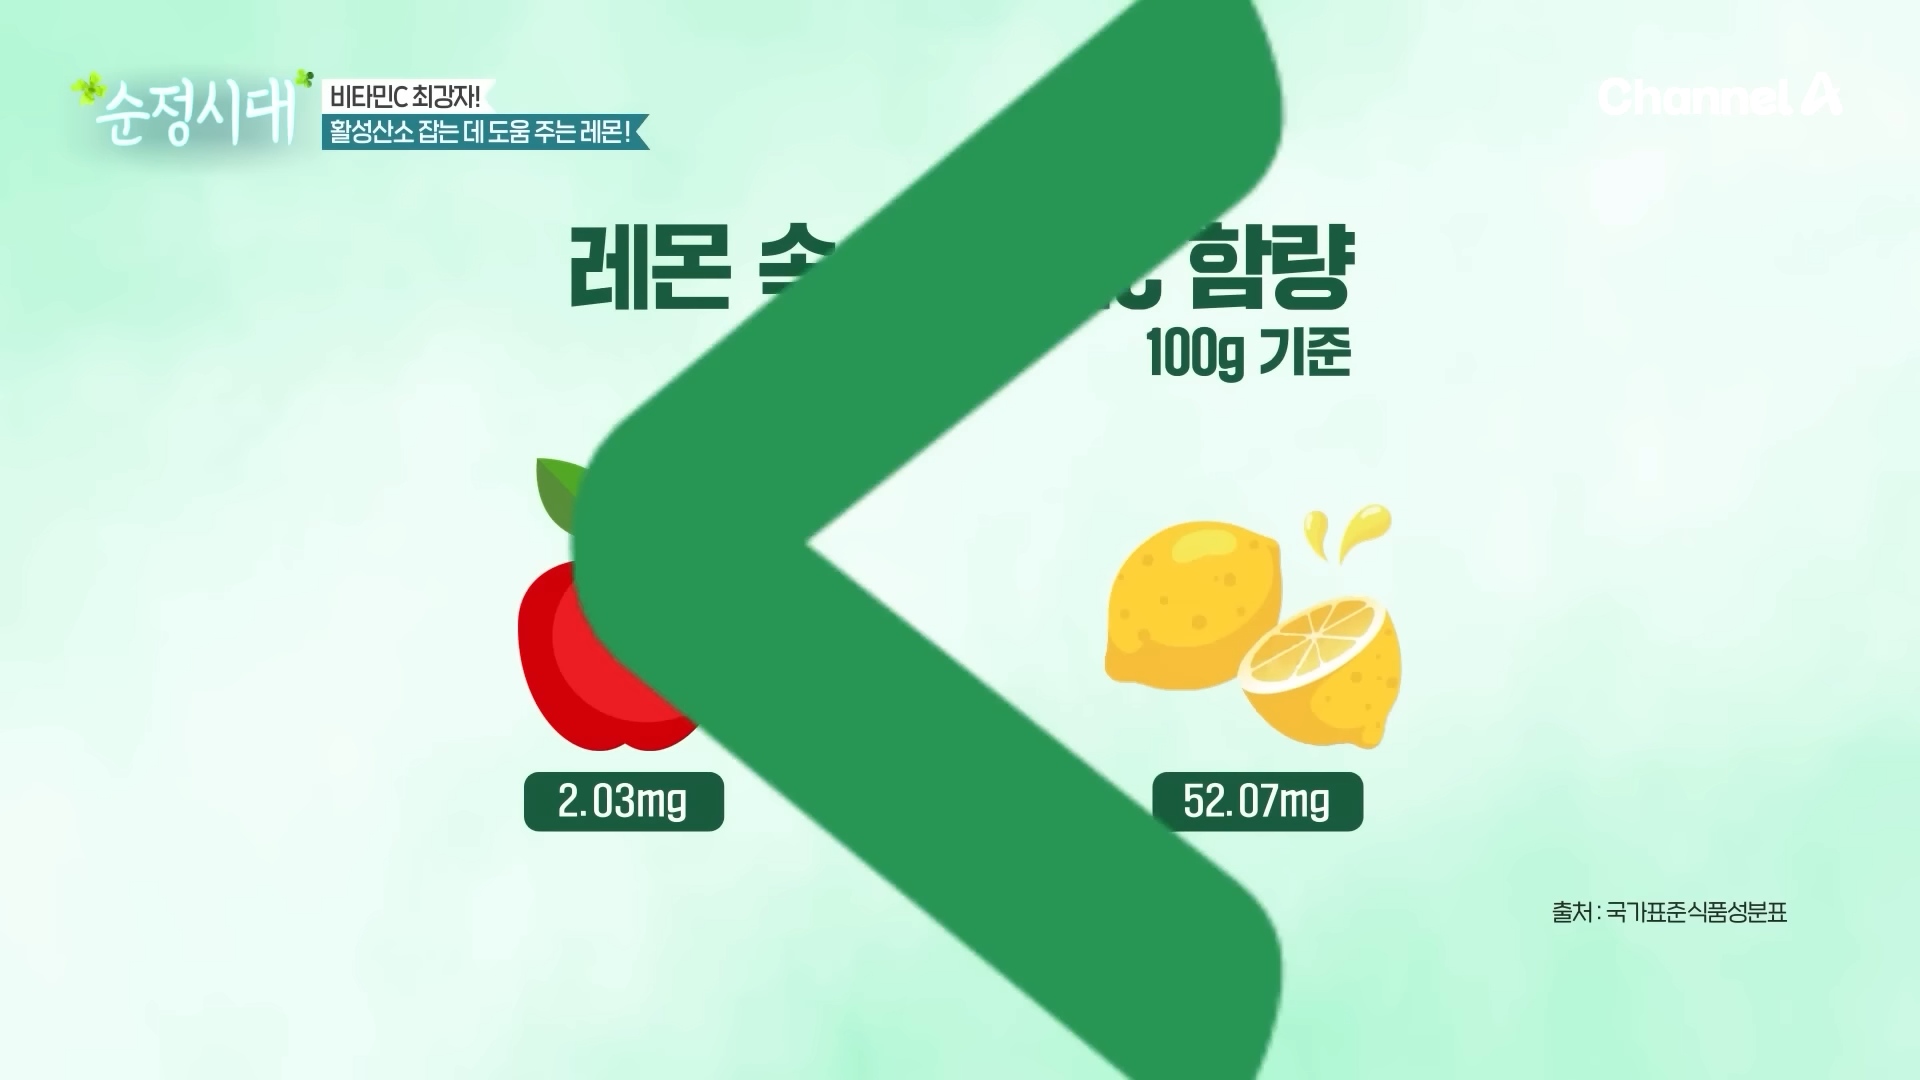 순정시대
비타민C 최강자!
활성산소 잡는 데 도움 주는 레몬!
Channel A
레몬 속 함량
100g 기준
2.03mg
52.07mg
출처 : 국가표준식품성분표